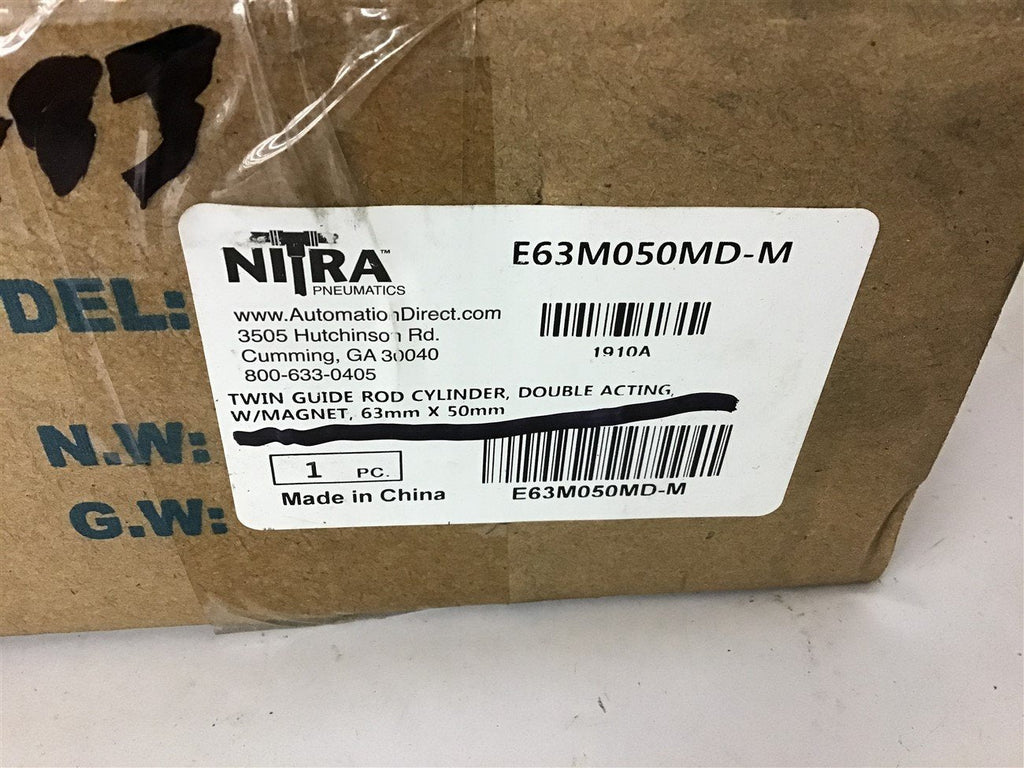 DEL:
N.W:
G.W:
NITRA™
PNEUMATICS
www.AutomationDirect.com
3505 Hutchinson Rd.
Cumming, GA 30040
800-633-0405
E63M050MD-M
1910A
TWIN GUIDE ROD CYLINDER, DOUBLE ACTING,
W/MAGNET, 63mm X 50mm
1 PC.
Made in China
E63M050MD-M